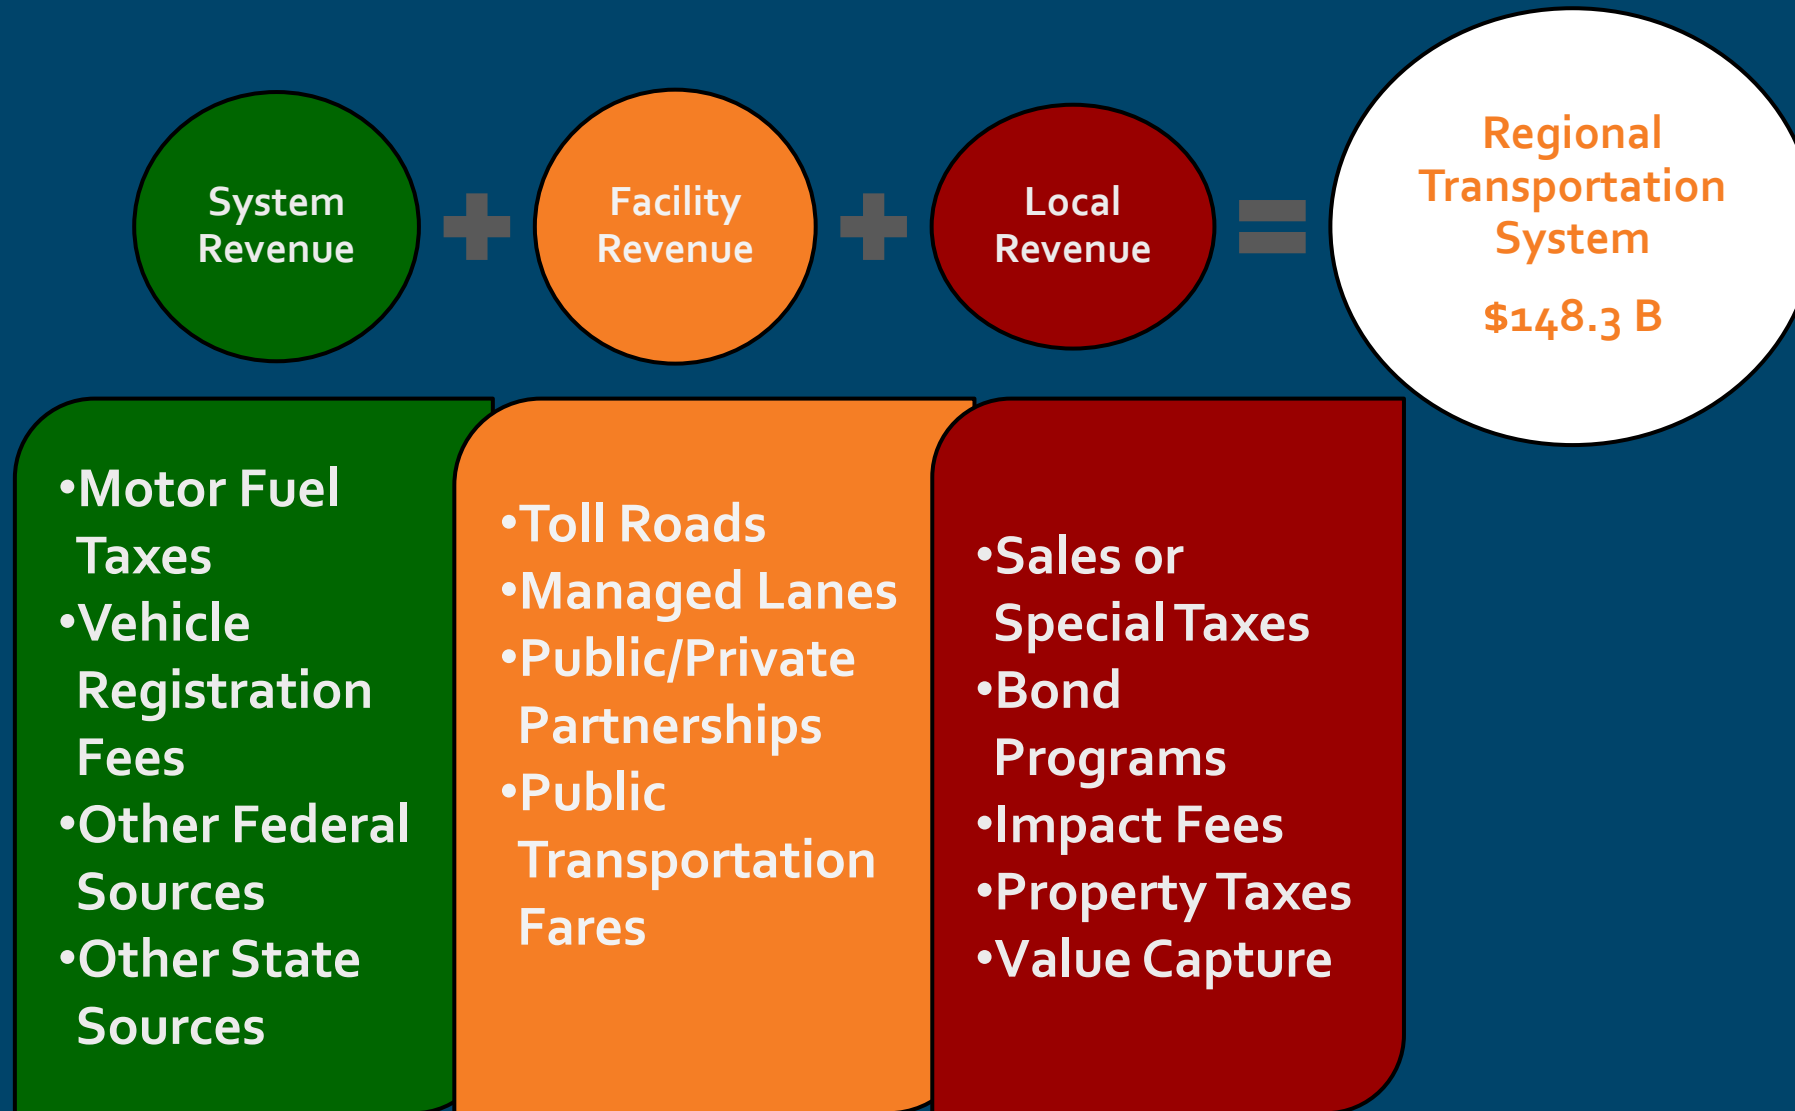 System
Revenue
Facility
Revenue
Local
Revenue
Regional
Transportation
System
$148.3 B
•Motor Fuel
Taxes
•Vehicle
Registration
Fees
•Other Federal
Sources
•Other State
Sources
•Toll Roads
•Managed Lanes
•Public/Private
Partnerships
•Public
Transportation
Fares
•Sales or
Special Taxes
•Bond
Programs
•Impact Fees
•Property Taxes
•Value Capture